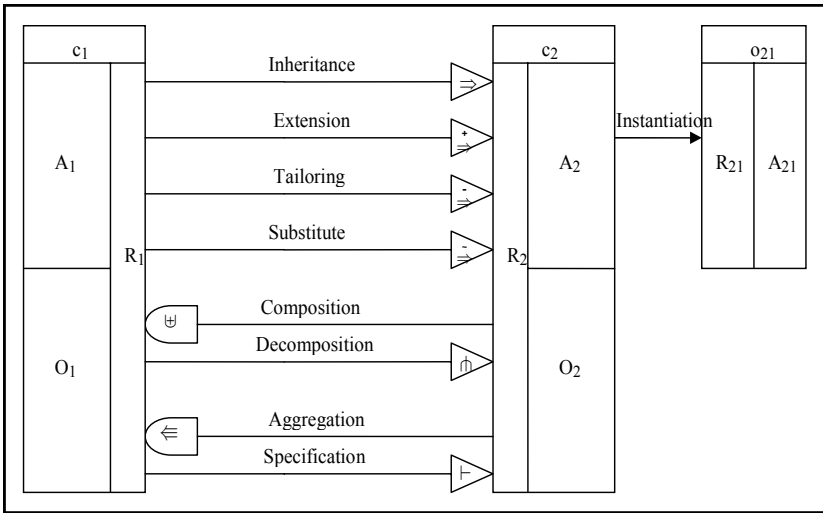 c₁
c₂
o₂₁
Inheritance
⇒
Extension
+
⇒
Instantiation
A₁
A₂
R₂₁
A₂₁
Tailoring
-
⇒
Substitute
-
⇒
R₁
R₂
Composition
⊎
Decomposition
⋔
O₁
O₂
Aggregation
⇚
Specification
⊢